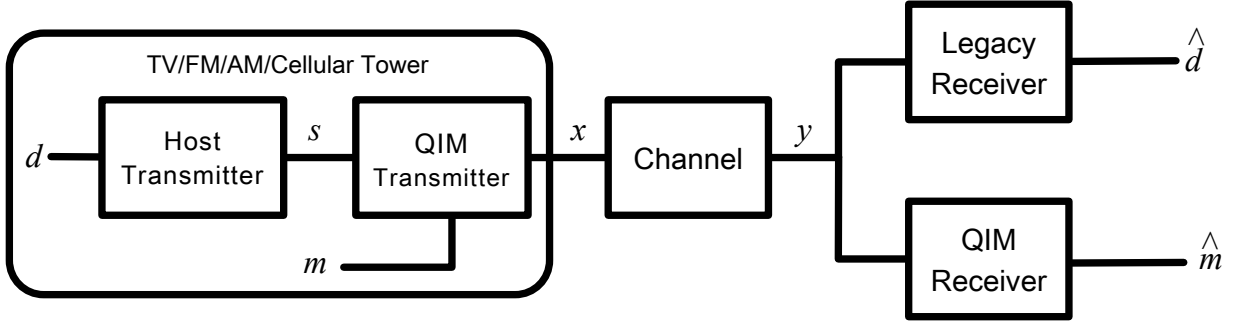 TV/FM/AM/Cellular Tower
d
Host
Transmitter
s
QIM
Transmitter
m
x
Channel
y
Legacy
Receiver
d̂
QIM
Receiver
m̂